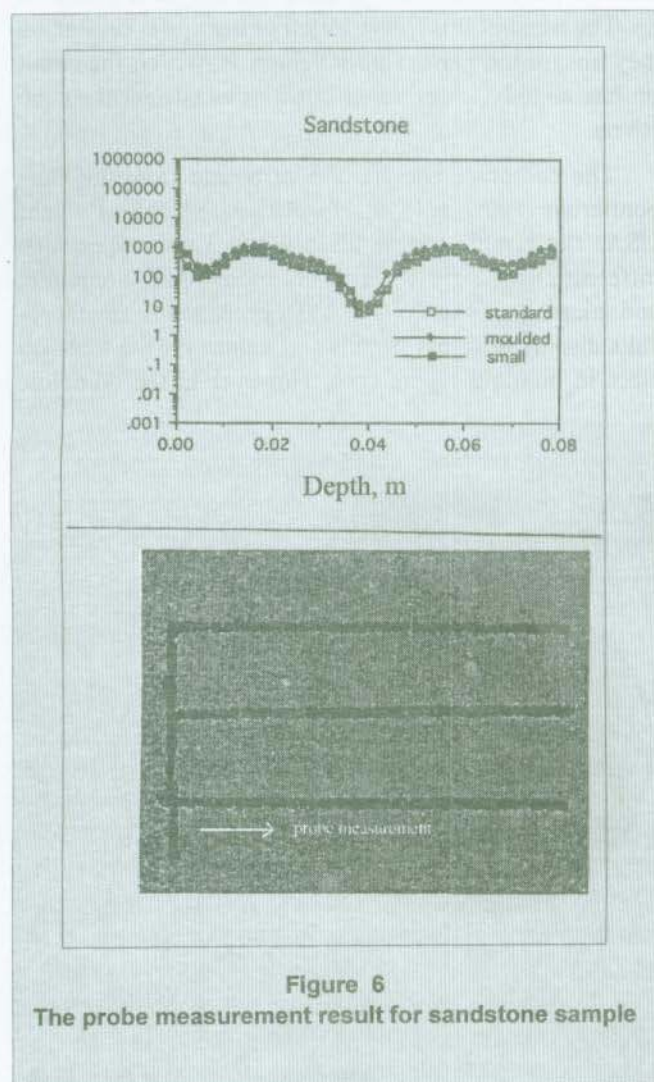 Sandstone
1000000
100000
10000
1000
100
10
1
.1
.01
.001
standard
moulded
small
0.00 0.02 0.04 0.06 0.08
Depth, m
probe measurement
Figure 6
The probe measurement result for sandstone sample